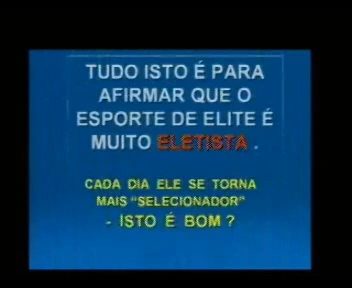 TUDO ISTO É PARA
AFIRMAR QUE O
ESPORTE DE ELITE É
MUITO ELETISTA .
CADA DIA ELE SE TORNA
MAIS "SELECIONADOR"
- ISTO É BOM ?